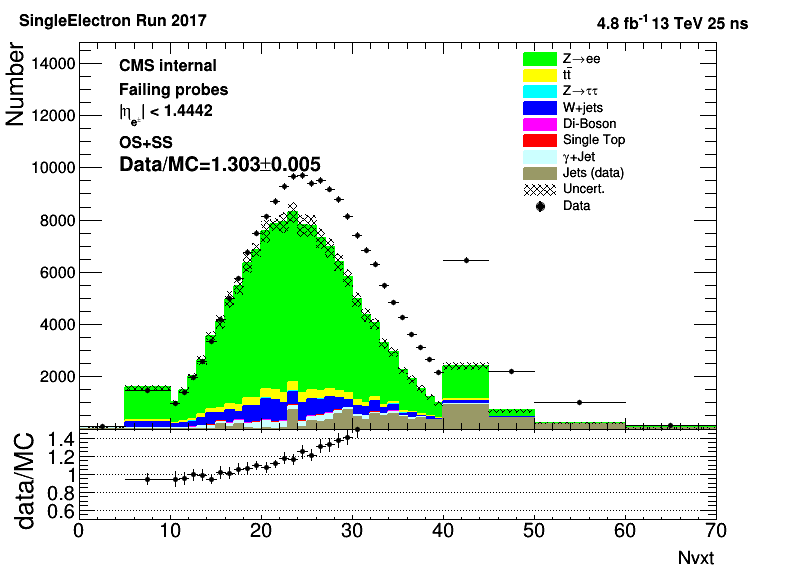 SingleElectron Run 2017
4.8 fb⁻¹ 13 TeV 25 ns
Number
14000
12000
10000
8000
6000
4000
2000
CMS internal
Failing probes
|η_e±| < 1.4442
OS+SS
Data/MC=1.303±0.005
Z→ee
tt̄
Z→ττ
W+jets
Di-Boson
Single Top
γ+Jet
Jets (data)
Uncert.
Data
data/MC
1.4
1.2
1
0.8
0.6
0 10 20 30 40 50 60 70
Nvxt